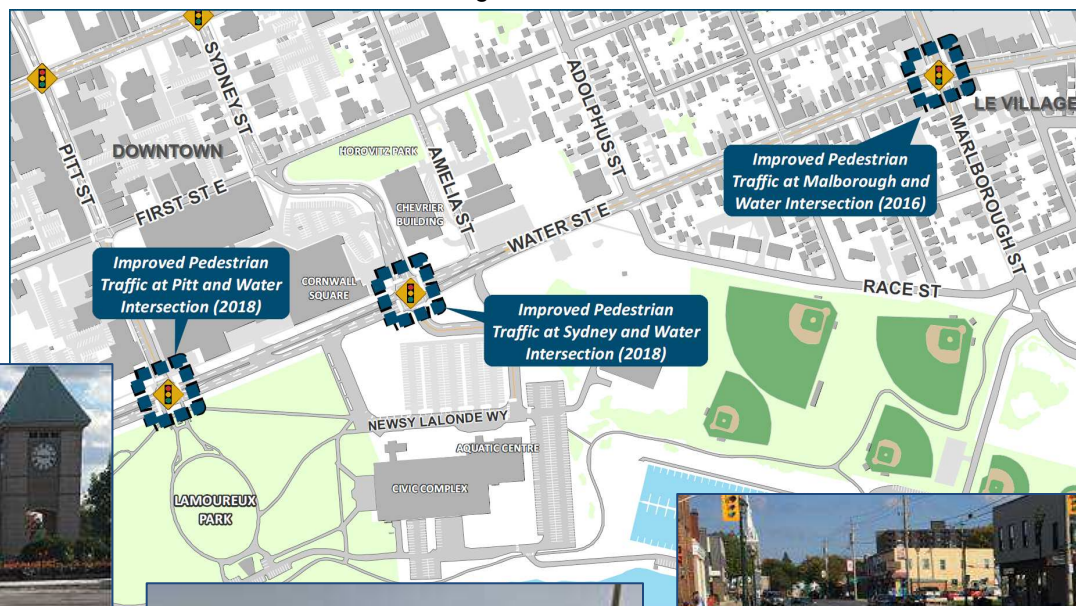 SYDNEY ST
ADOLPHUS ST
LE VILLAGE
PITT ST
DOWNTOWN
HOROVITZ PARK
AMELIA ST
Improved Pedestrian
Traffic at Malborough and
Water Intersection (2016)
MARLBOROUGH ST
FIRST ST E
CHEVRIER
BUILDING
WATER ST E
Improved Pedestrian
Traffic at Pitt and Water
Intersection (2018)
CORNWALL
SQUARE
RACE ST
Improved Pedestrian
Traffic at Sydney and Water
Intersection (2018)
NEWSY LALONDE WY
AQUATIC CENTRE
CIVIC COMPLEX
LAMOUREUX
PARK